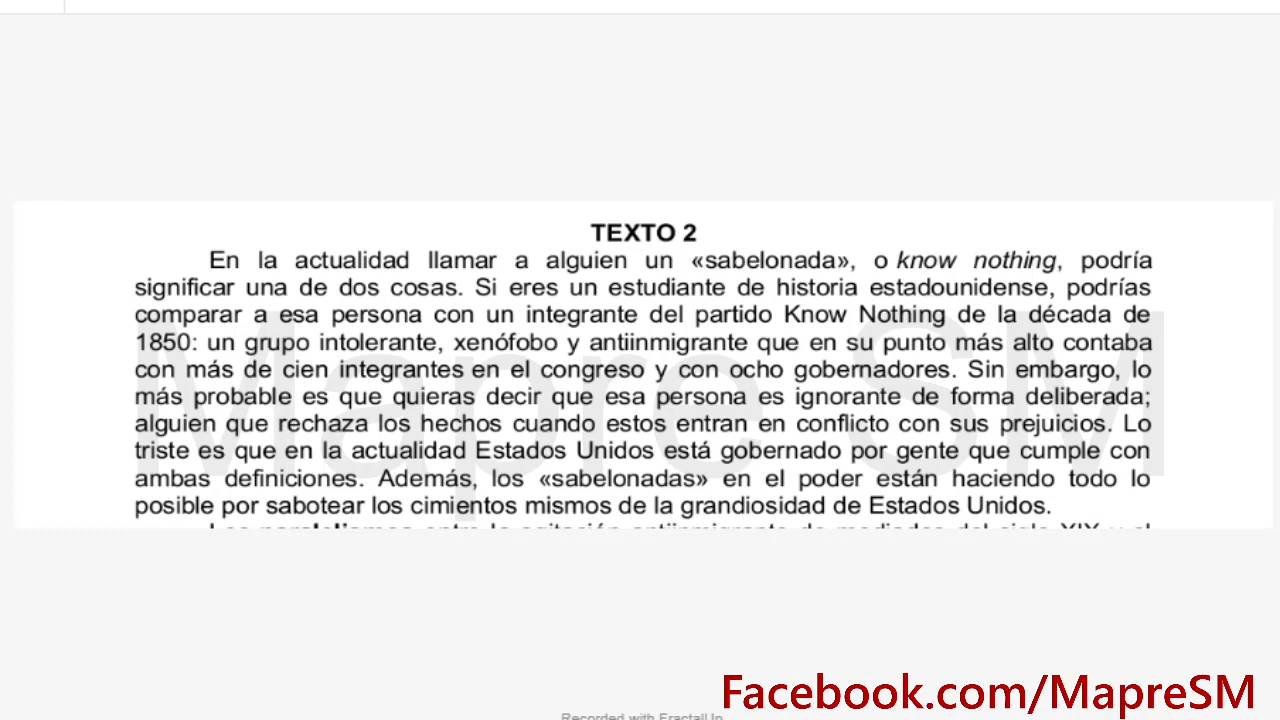 TEXTO 2
En la actualidad llamar a alguien un «sabelonada», o know nothing, podría
significar una de dos cosas. Si eres un estudiante de historia estadounidense, podrías
comparar a esa persona con un integrante del partido Know Nothing de la década de
1850: un grupo intolerante, xenófobo y antiinmigrante que en su punto más alto contaba
con más de cien integrantes en el congreso y con ocho gobernadores. Sin embargo, lo
más probable es que quieras decir que esa persona es ignorante de forma deliberada;
alguien que rechaza los hechos cuando estos entran en conflicto con sus prejuicios. Lo
triste es que en la actualidad Estados Unidos está gobernado por gente que cumple con
ambas definiciones. Además, los «sabelonadas» en el poder están haciendo todo lo
posible por sabotear los cimientos mismos de la grandiosidad de Estados Unidos.
Mapre SM
Facebook.com/MapreSM
Recorded with